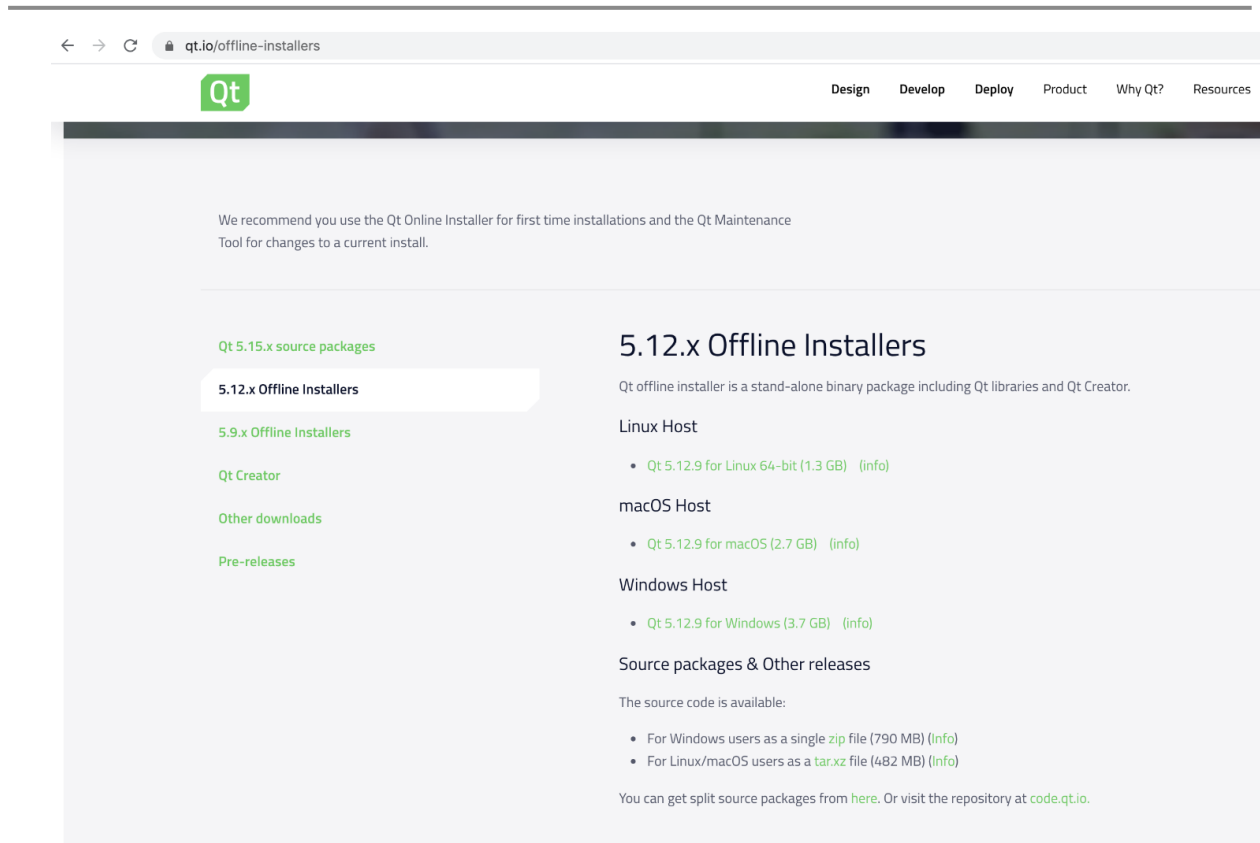 qt.io/offline-installers
Qt
Design Develop Deploy Product Why Qt? Resources
We recommend you use the Qt Online Installer for first time installations and the Qt Maintenance
Tool for changes to a current install.
Qt 5.15.x source packages
5.12.x Offline Installers
5.9.x Offline Installers
Qt Creator
Other downloads
Pre-releases
5.12.x Offline Installers
Qt offline installer is a stand-alone binary package including Qt libraries and Qt Creator.
Linux Host
• Qt 5.12.9 for Linux 64-bit (1.3 GB) (info)
macOS Host
• Qt 5.12.9 for macOS (2.7 GB) (info)
Windows Host
• Qt 5.12.9 for Windows (3.7 GB) (info)
Source packages & Other releases
The source code is available:
• For Windows users as a single zip file (790 MB) (Info)
• For Linux/macOS users as a tar.xz file (482 MB) (Info)
You can get split source packages from here. Or visit the repository at code.qt.io.